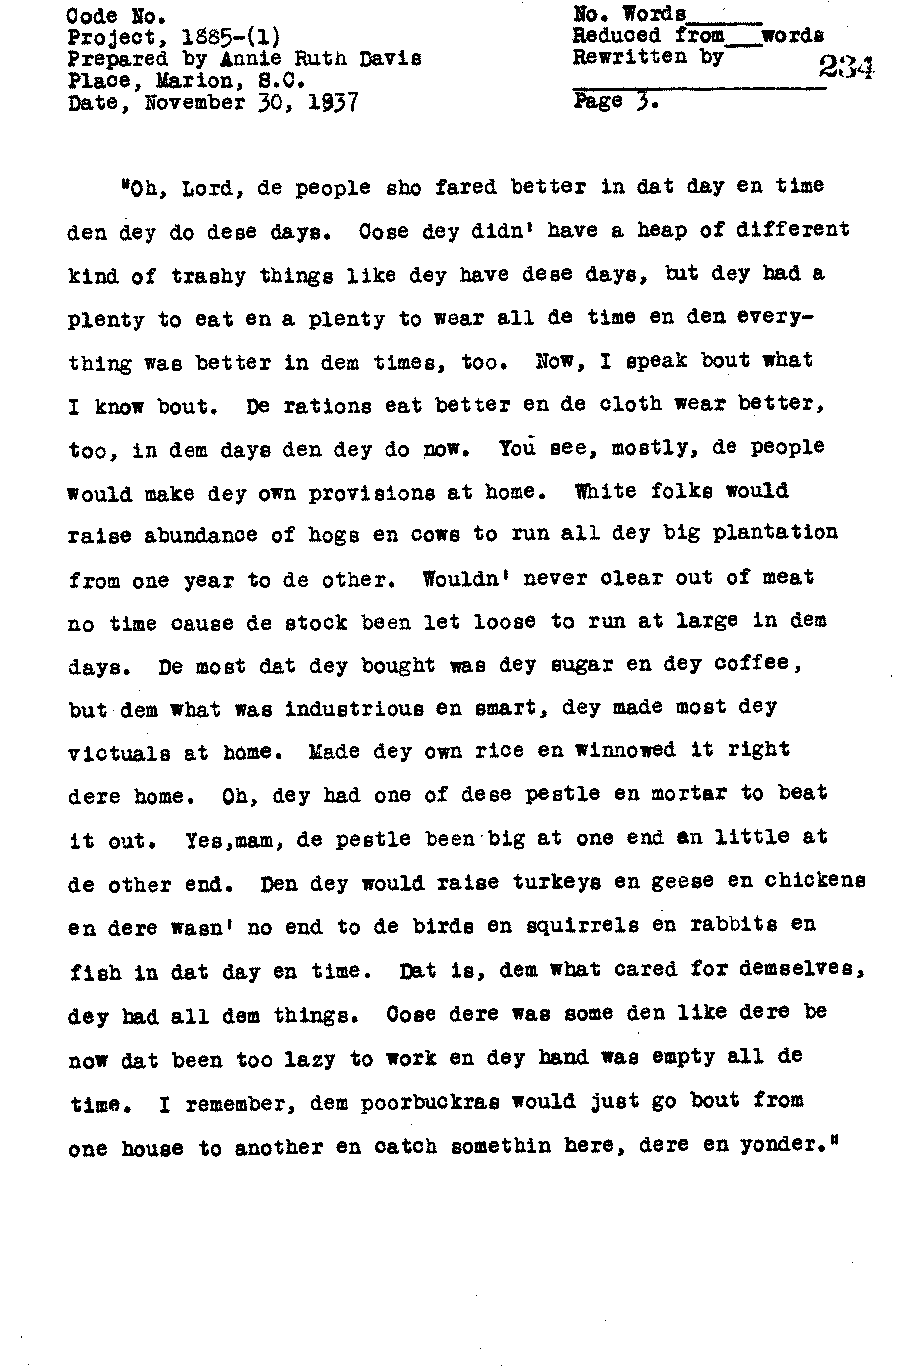 Code No.
No. Words
Project, 1885-(1)
Reduced from words
Prepared by Annie Ruth Davis
Rewritten by
234
Place, Marion, S.C.
Date, November 30, 1937
Page 3.
"Oh, Lord, de people sho fared better in dat day en time
den dey do dese days. Cose dey didn' have a heap of different
kind of trashy things like dey have dese days, but dey had a
plenty to eat en a plenty to wear all de time en den every-
thing was better in dem times, too. Now, I speak bout what
I know bout. De rations eat better en de cloth wear better,
too, in dem days den dey do now. You see, mostly, de people
would make dey own provisions at home. White folks would
raise abundance of hogs en cows to run all dey big plantation
from one year to de other. Wouldn' never clear out of meat
no time cause de stock been let loose to run at large in dem
days. De most dat dey bought was dey sugar en dey coffee,
but dem what was industrious en smart, dey made most dey
victuals at home. Made dey own rice en winnowed it right
dere home. Oh, dey had one of dese pestle en mortar to beat
it out. Yes,mam, de pestle been big at one end en little at
de other end. Den dey would raise turkeys en geese en chickens
en dere wasn' no end to de birds en squirrels en rabbits en
fish in dat day en time. Dat is, dem what cared for demselves,
dey had all dem things. Cose dere was some den like dere be
now dat been too lazy to work en dey hand was empty all de
time. I remember, dem poorbuckras would just go bout from
one house to another en catch somethin here, dere en yonder."